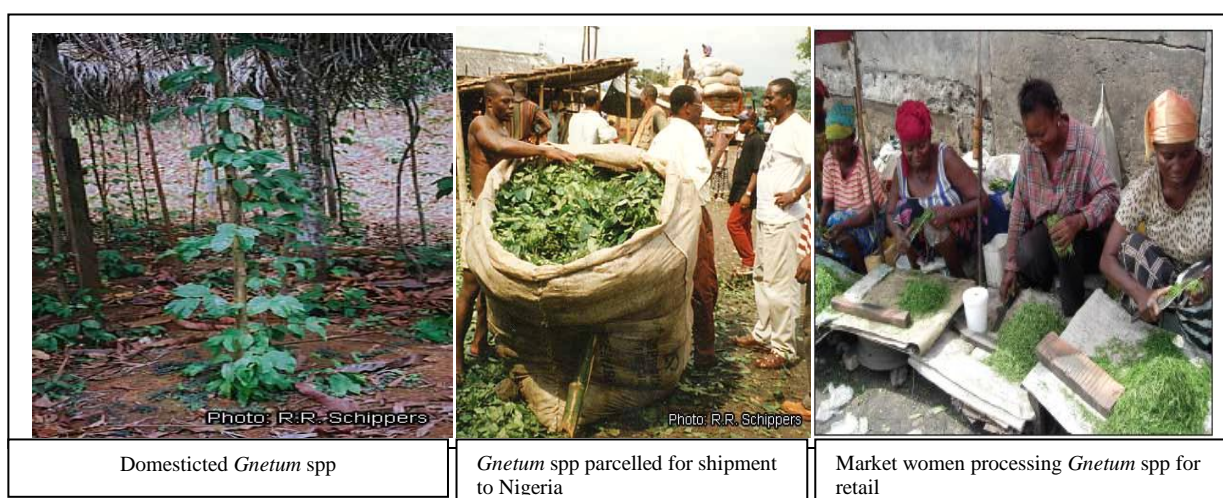 Photo: R.R. Schippers
Photo: R.R. Schippers
Domesticted Gnetum spp
Gnetum spp parcelled for shipment
to Nigeria
Market women processing Gnetum spp for
retail